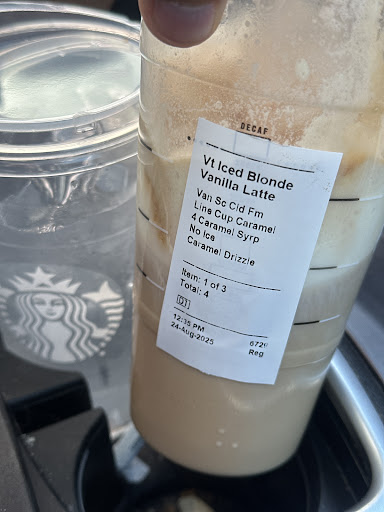 DECAF
Vt Iced Blonde
Vanilla Latte
Van Sc Cld Fm
Line Cup Caramel
4 Caramel Syrp
No Ice
Caramel Drizzle
Item: 1 of 3
Total: 4
12:35 PM
24-Aug-2025
Reg